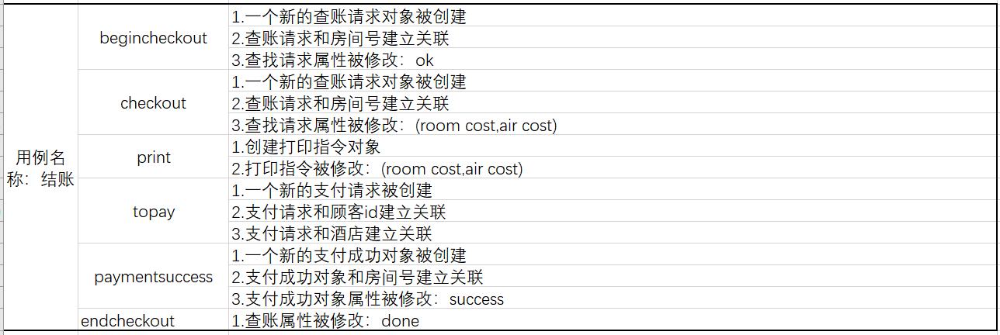 用例名
称：结账
begincheckout
1.一个新的查账请求对象被创建
2.查账请求和房间号建立关联
3.查找请求属性被修改：ok
checkout
1.一个新的查账请求对象被创建
2.查账请求和房间号建立关联
3.查找请求属性被修改：(room cost,air cost)
print
1.创建打印指令对象
2.打印指令被修改：(room cost,air cost)
topay
1.一个新的支付请求被创建
2.支付请求和顾客id建立关联
3.支付请求和酒店建立关联
paymentsuccess
1.一个新的支付成功对象被创建
2.支付成功对象和房间号建立关联
3.支付成功对象属性被修改：success
endcheckout
1.查账属性被修改：done